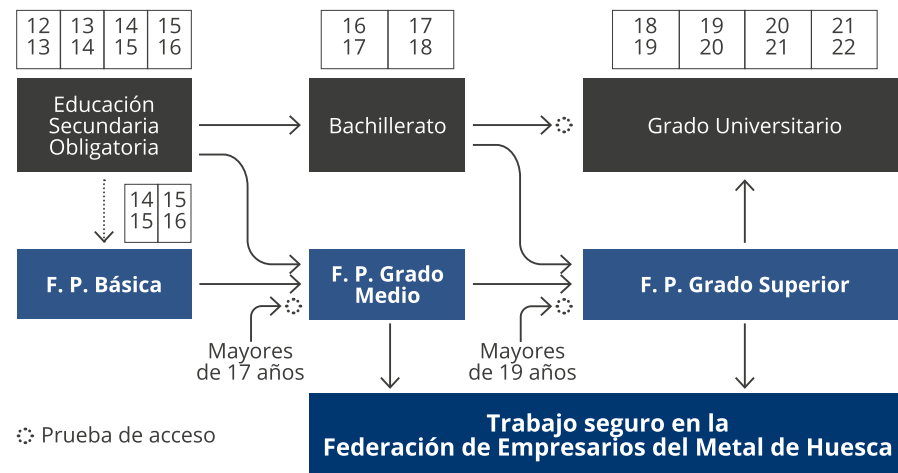 12 13 14 15
13 14 15 16
16 17
17 18
18 19 20 21
19 20 21 22
Educación
Secundaria
Obligatoria
Bachillerato
Grado Universitario
14 15
15 16
F. P. Básica
F. P. Grado
Medio
F. P. Grado Superior
Mayores
de 17 años
Mayores
de 19 años
Prueba de acceso
Trabajo seguro en la
Federación de Empresarios del Metal de Huesca